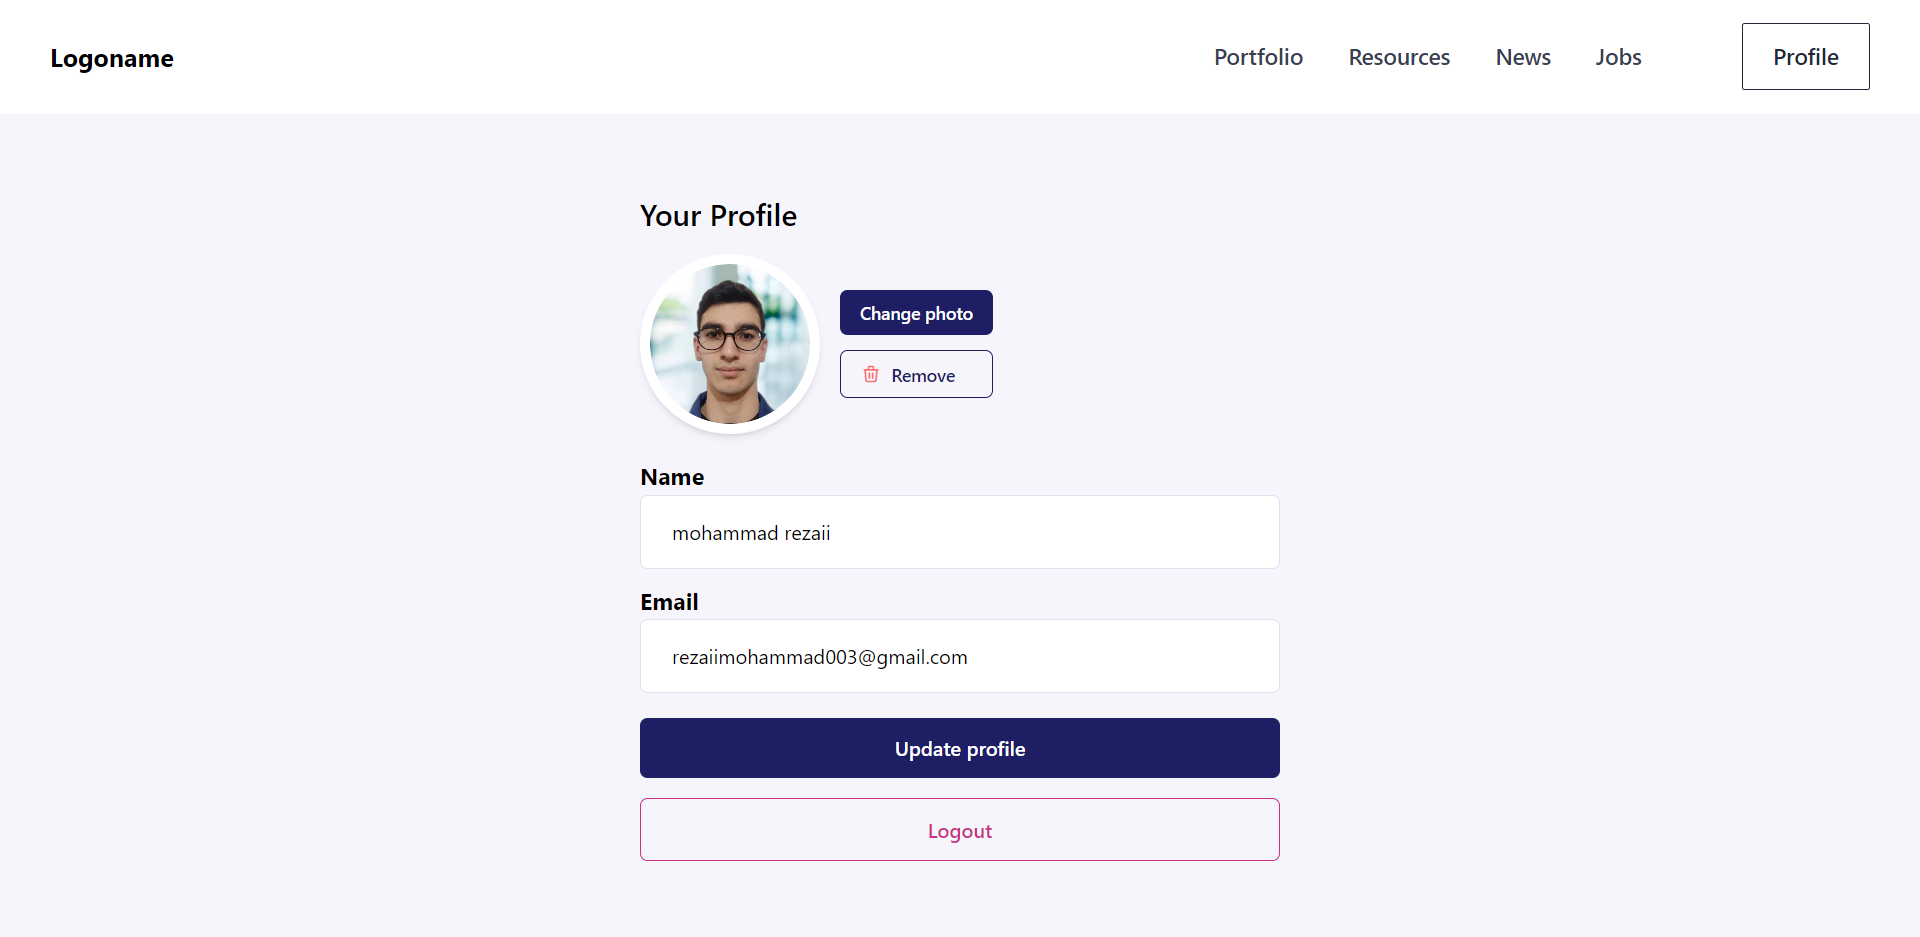 Logoname
Portfolio Resources News Jobs Profile
Your Profile
Change photo
Remove
Name
mohammad rezaii
Email
rezaiimohammad003@gmail.com
Update profile
Logout